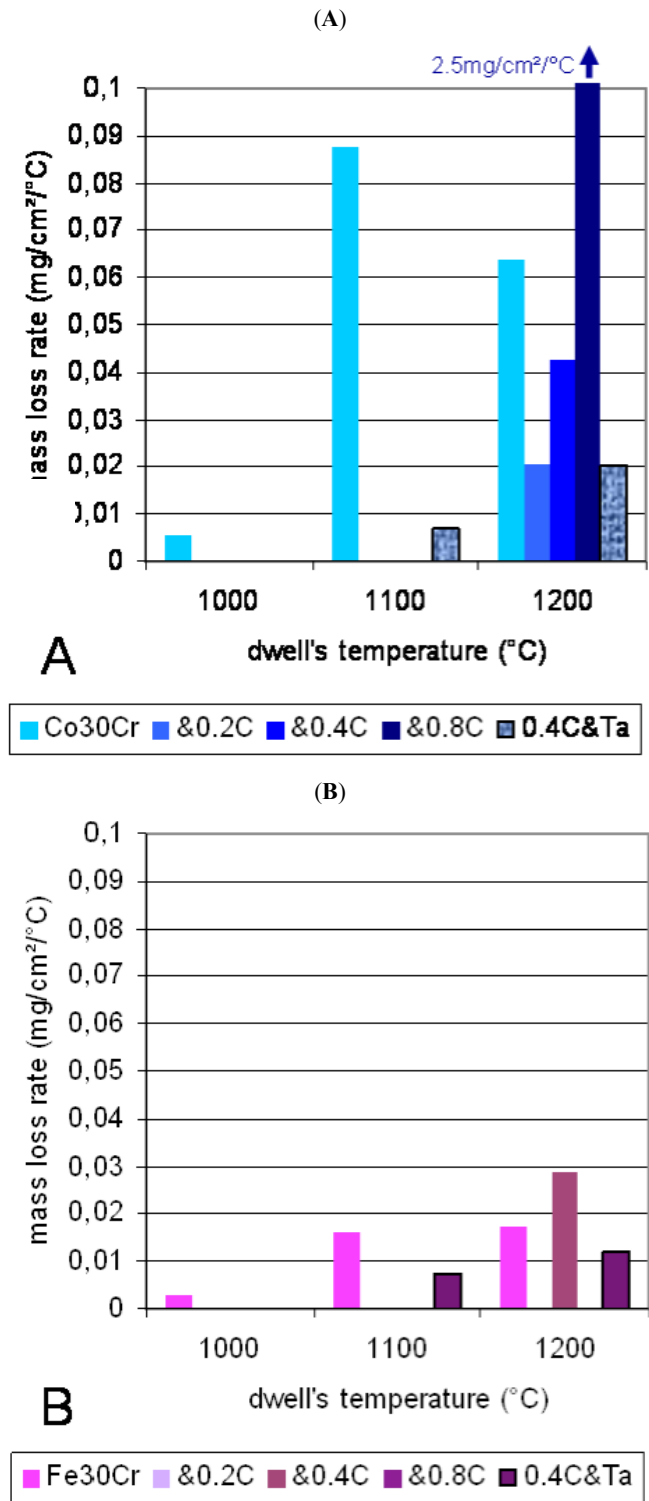 (A)
2.5mg/cm²/°C
0,1
0,09
0,08
0,07
0,06
0,05
0,04
0,03
0,02
0,01
0
mass loss rate (mg/cm²/°C)
1000 1100 1200
dwell's temperature (°C)
A
Co30Cr &0.2C &0.4C &0.8C 0.4C&Ta
(B)
0,1
0,09
0,08
0,07
0,06
0,05
0,04
0,03
0,02
0,01
0
mass loss rate (mg/cm²/°C)
1000 1100 1200
dwell's temperature (°C)
B
Fe30Cr &0.2C &0.4C &0.8C 0.4C&Ta